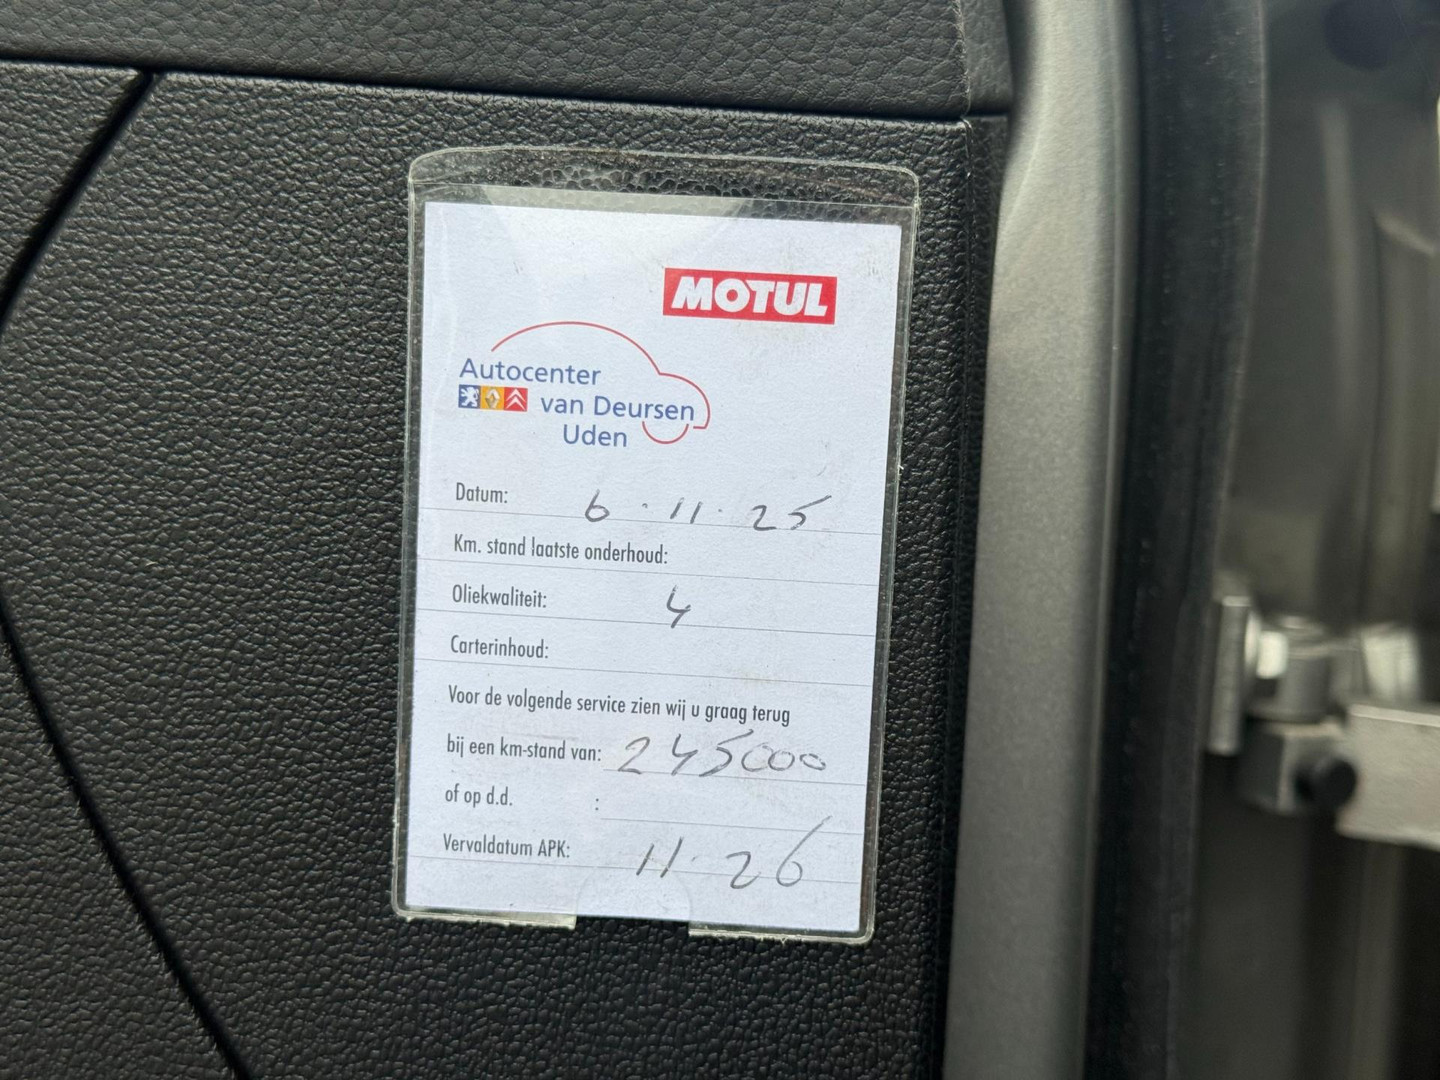 MOTUL
Autocenter
van Deursen
Uden
Datum: 6.11.25
Km. stand laatste onderhoud:
Oliekwaliteit: 4
Carterinhoud:
Voor de volgende service zien wij u graag terug
bij een km-stand van: 245000
of op d.d. :
Vervaldatum APK: 11.26